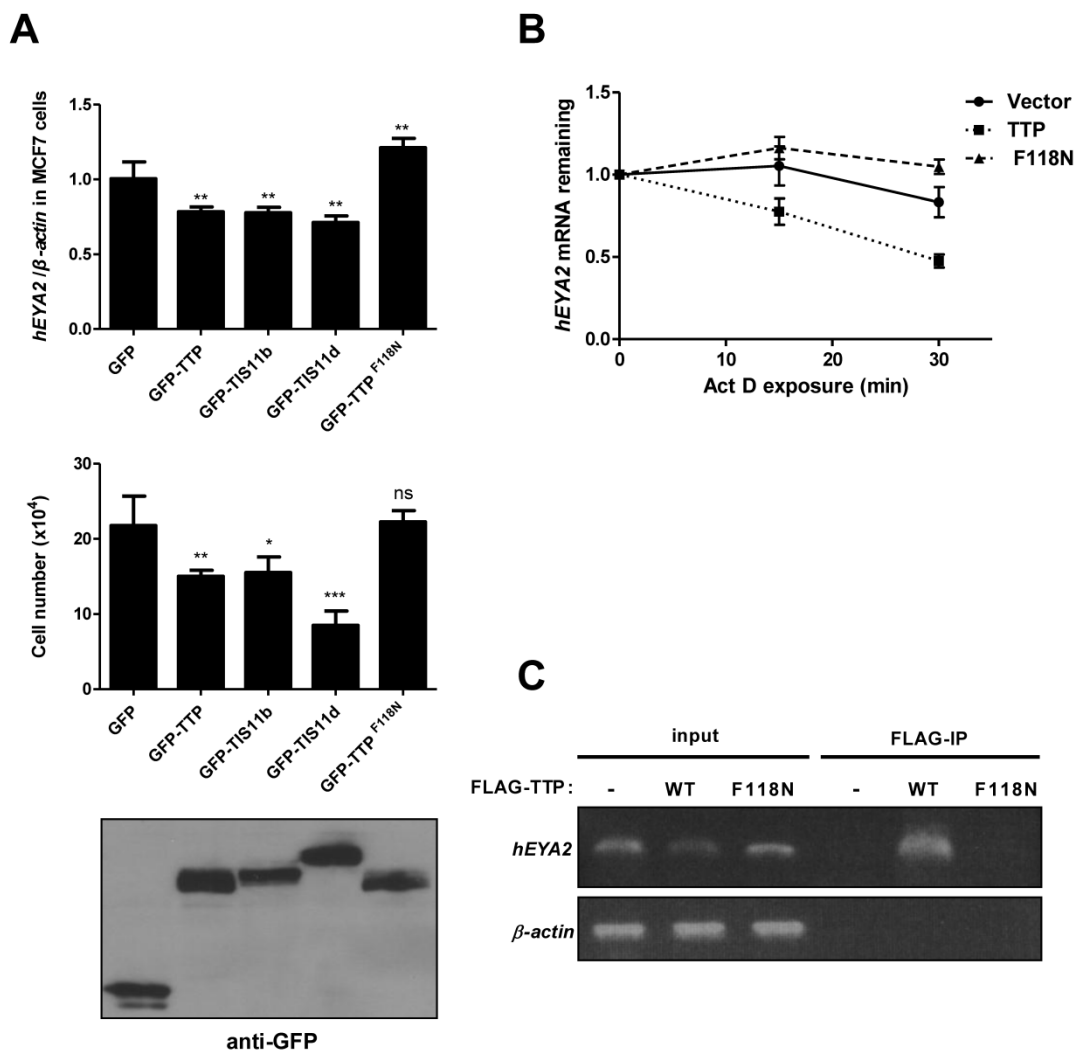 A
hEYA2 /β-actin in MCF7 cells
1.5
1.0
0.5
0.0
**
**
**
**
GFP
GFP-TTP
GFP-TIS11b
GFP-TIS11d
GFP-TTP F118N
Cell number (x10⁴)
30
20
10
0
**
*
***
ns
GFP
GFP-TTP
GFP-TIS11b
GFP-TIS11d
GFP-TTP F118N
anti-GFP
B
hEYA2 mRNA remaining
1.5
1.0
0.5
0.0
0
10
20
30
Act D exposure (min)
Vector
TTP
F118N
C
input
FLAG-IP
FLAG-TTP: - WT F118N - WT F118N
hEYA2
β-actin